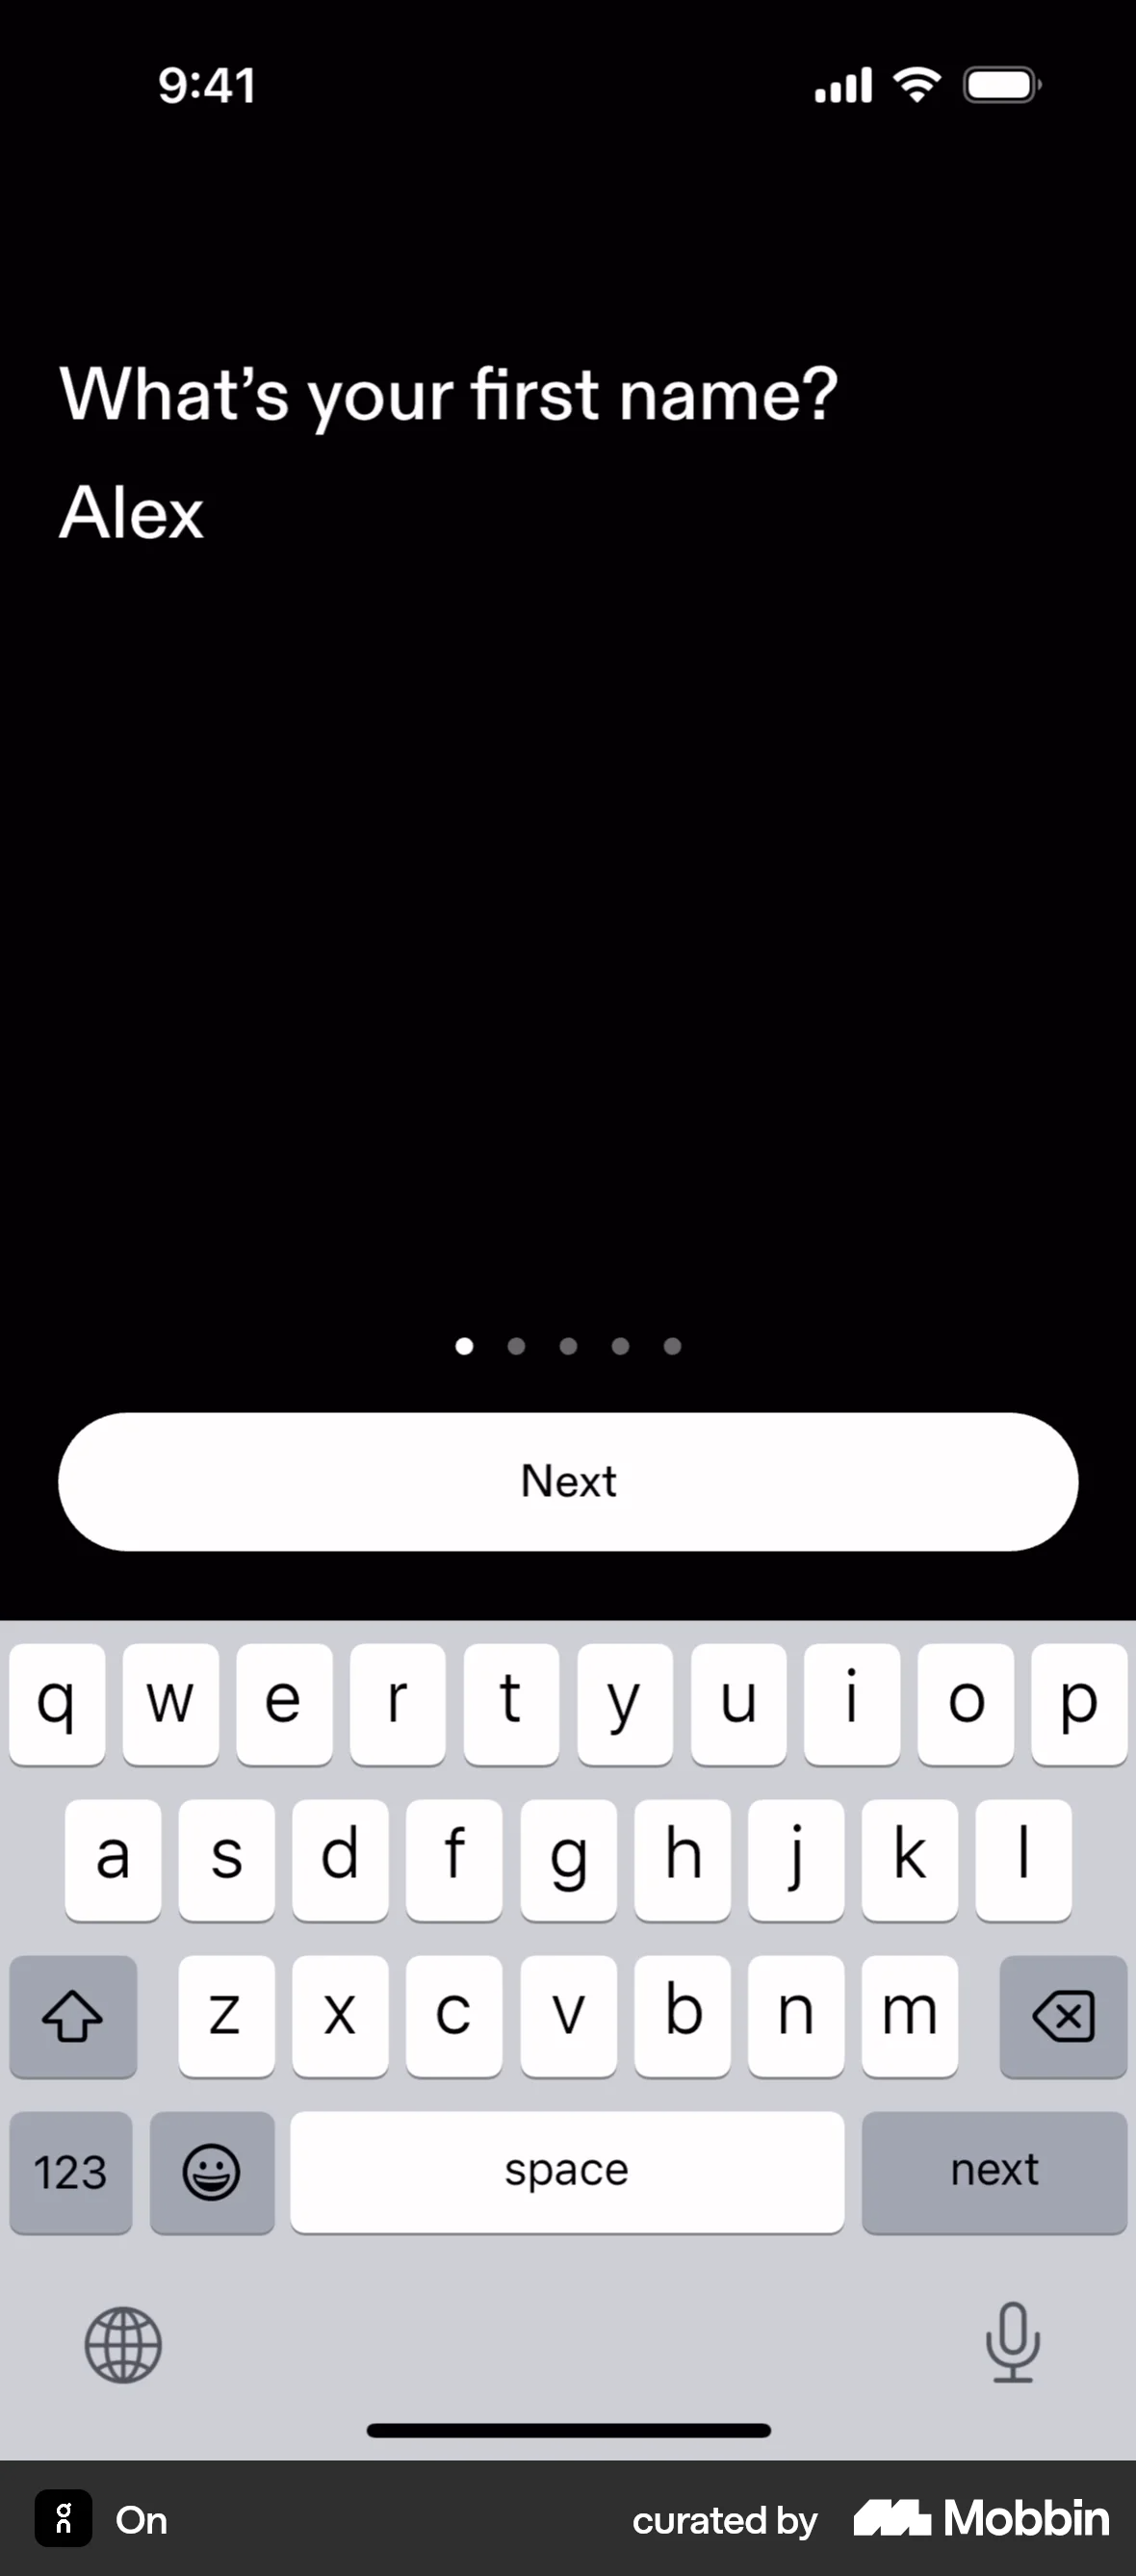 9:41
What’s your first name?
Alex
Next
q w e r t y u i o p
a s d f g h j k l
z x c v b n m
123 space next
On curated by Mobbin